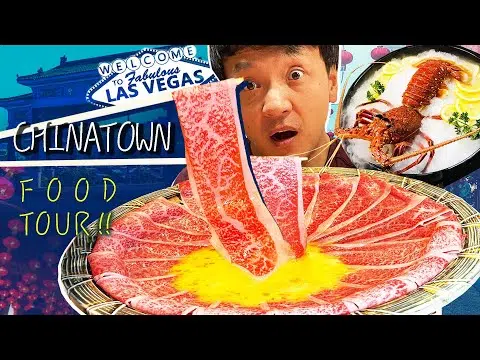 WELCOME
TO Fabulous
LAS VEGAS
CHINATOWN
FOOD
TOUR!!